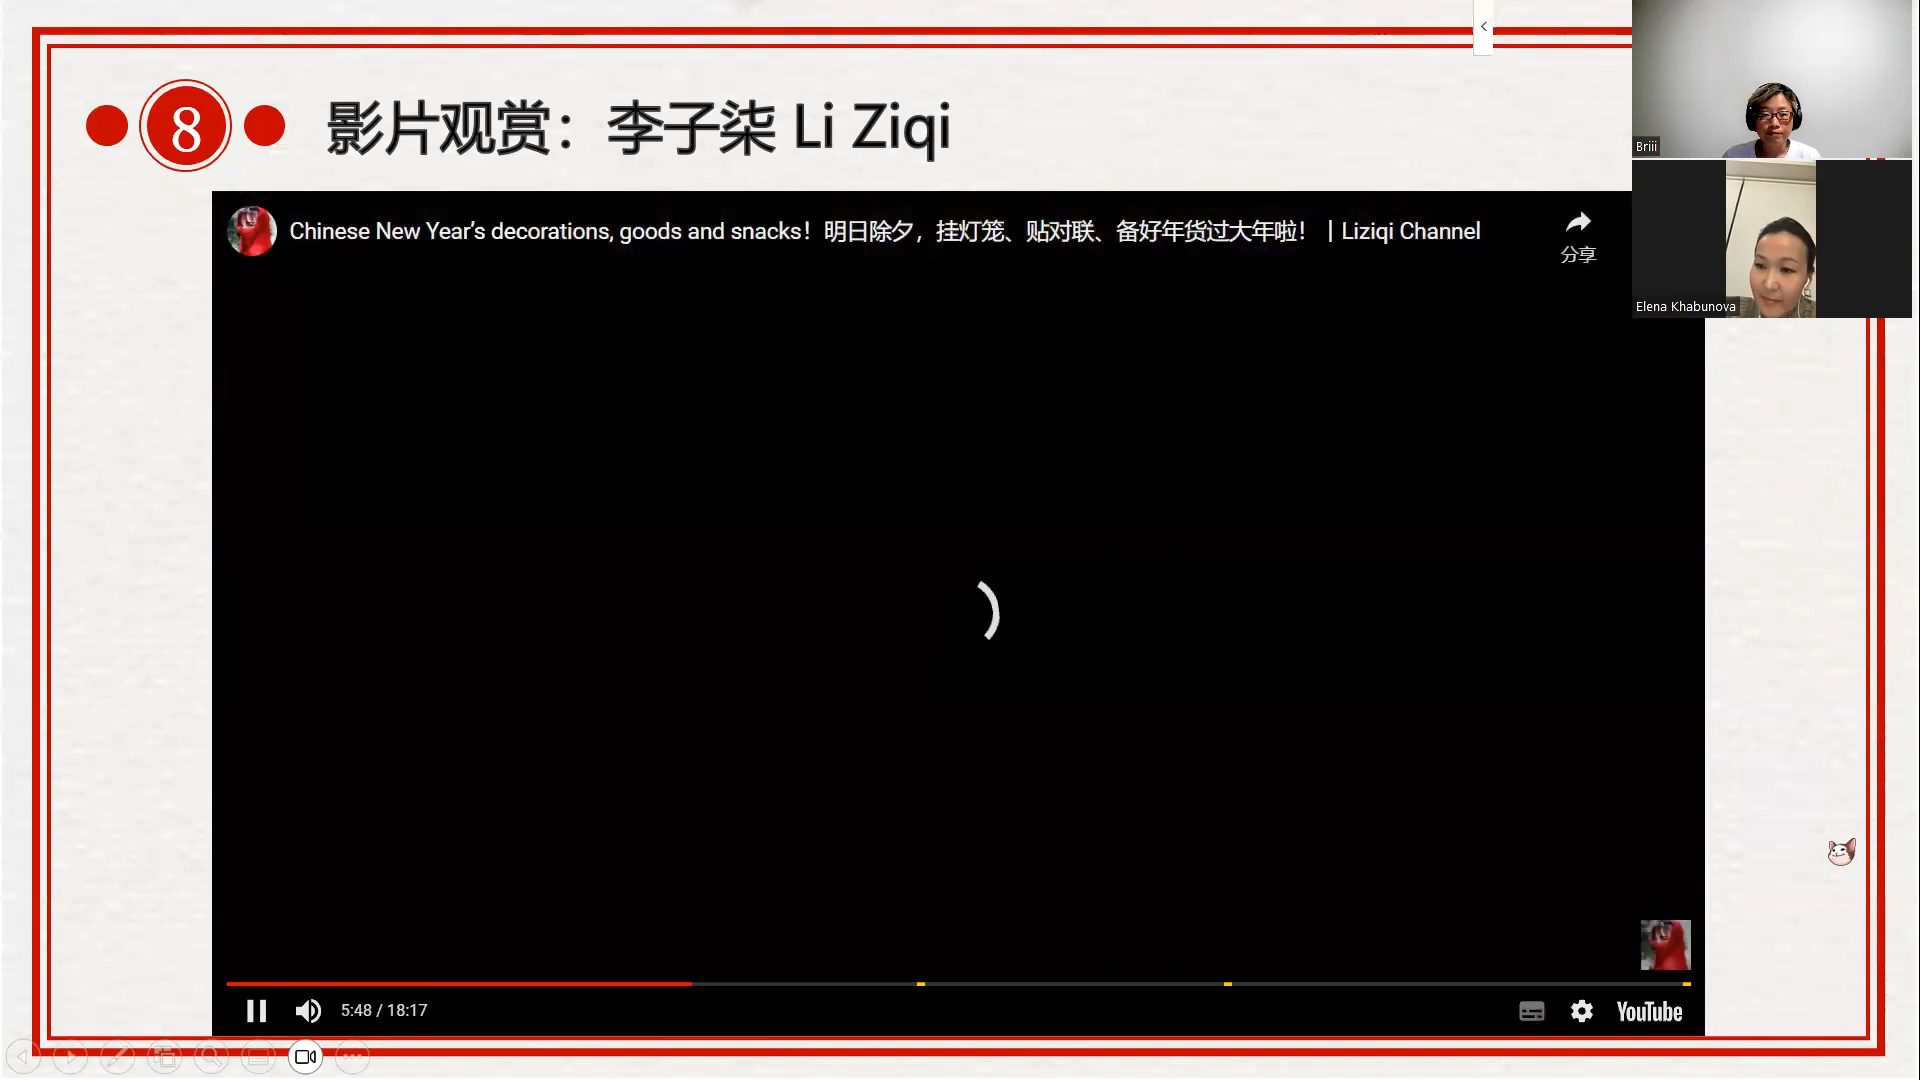 8
影片观赏：李子柒 Li Ziqi
Chinese New Year's decorations, goods and snacks！明日除夕，挂灯笼、贴对联、备好年货过大年啦！｜Liziqi Channel
分享
Briii
Elena Khabunova
5:48 / 18:17
YouTube